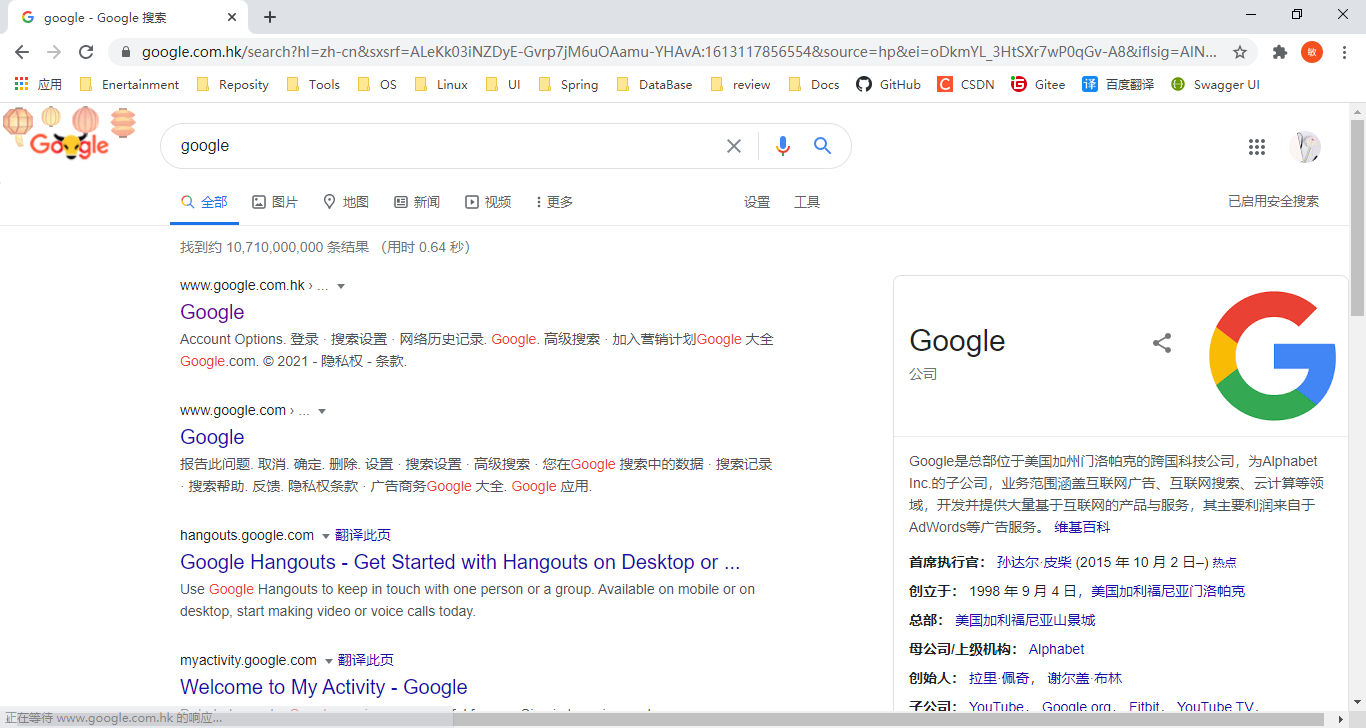 google - Google 搜索
google.com.hk/search?hl=zh-cn&sxsrf=ALeKk03iNZDyE-Gvrp7jM6uOAamu-YHAvA:1613117856554&source=hp&ei=oDkmYL_3HtSXr7wP0qGv-A8&iflsig=AIN...
敏
应用 Enertainment Reposity Tools OS Linux UI Spring DataBase review Docs GitHub CSDN Gitee 译 百度翻译 Swagger UI
Google
google
全部 图片 地图 新闻 视频 更多 设置 工具 已启用安全搜索
找到约 10,710,000,000 条结果 （用时 0.64 秒）
www.google.com.hk › ...
Google
Account Options. 登录 · 搜索设置 · 网络历史记录. Google. 高级搜索 · 加入营销计划Google 大全
Google.com. © 2021 - 隐私权 - 条款.
www.google.com › ...
Google
报告此问题. 取消. 确定. 删除. 设置 · 搜索设置 · 高级搜索 · 您在Google 搜索中的数据 · 搜索记录
· 搜索帮助. 反馈. 隐私权条款 · 广告商务Google 大全. Google 应用.
hangouts.google.com 翻译此页
Google Hangouts - Get Started with Hangouts on Desktop or ...
Use Google Hangouts to keep in touch with one person or a group. Available on mobile or on
desktop, start making video or voice calls today.
myactivity.google.com 翻译此页
Welcome to My Activity - Google
Google
公司
Google是总部位于美国加州门洛帕克的跨国科技公司，为Alphabet
Inc.的子公司，业务范围涵盖互联网广告、互联网搜索、云计算等领
域，开发并提供大量基于互联网的产品与服务，其主要利润来自于
AdWords等广告服务。 维基百科
首席执行官： 孙达尔·皮柴 (2015 年 10 月 2 日–) 热点
创立于： 1998 年 9 月 4 日，美国加利福尼亚门洛帕克
总部： 美国加利福尼亚山景城
母公司/上级机构： Alphabet
创始人： 拉里·佩奇， 谢尔盖·布林
子公司： YouTube， Google.org， Fitbit， YouTube TV，
正在等待 www.google.com.hk 的响应...